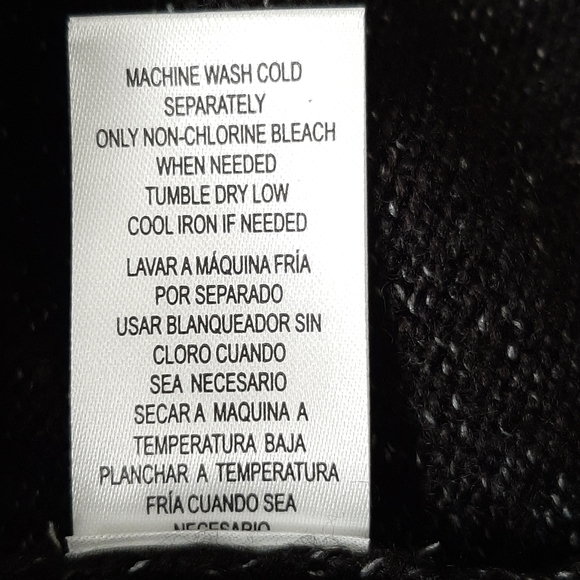 MACHINE WASH COLD
SEPARATELY
ONLY NON-CHLORINE BLEACH
WHEN NEEDED
TUMBLE DRY LOW
COOL IRON IF NEEDED
LAVAR A MÁQUINA FRÍA
POR SEPARADO
USAR BLANQUEADOR SIN
CLORO CUANDO
SEA NECESARIO
SECAR A MAQUINA A
TEMPERATURA BAJA
PLANCHAR A TEMPERATURA
FRÍA CUANDO SEA
NECESARIO